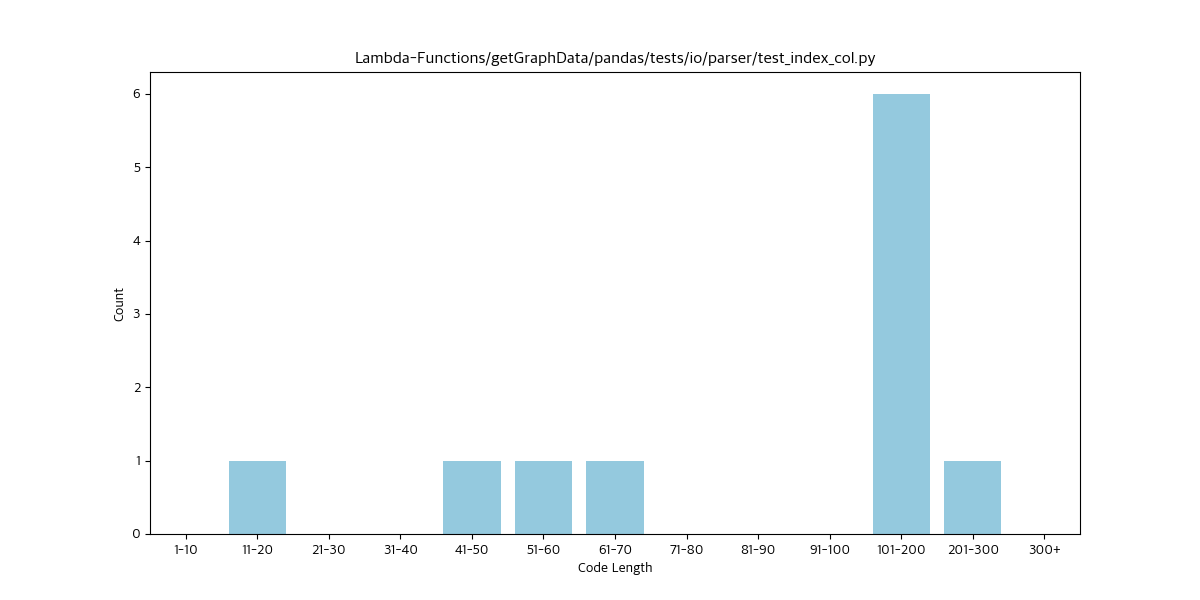 Lambda-Functions/getGraphData/pandas/tests/io/parser/test_index_col.py
6
5
4
3
2
1
0
Count
1-10 11-20 21-30 31-40 41-50 51-60 61-70 71-80 81-90 91-100 101-200 201-300 300+
Code Length